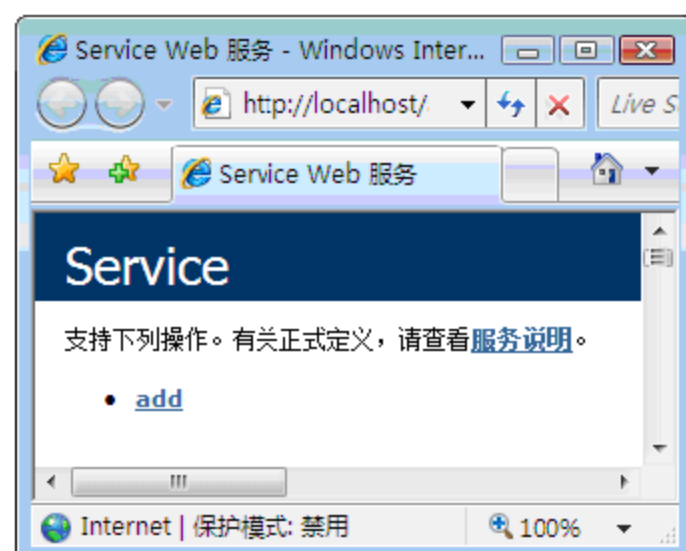 Service Web 服务 - Windows Inter...
http://localhost/
Live S
Service Web 服务
Service
支持下列操作。有关正式定义，请查看服务说明。
add
Internet | 保护模式: 禁用
100%